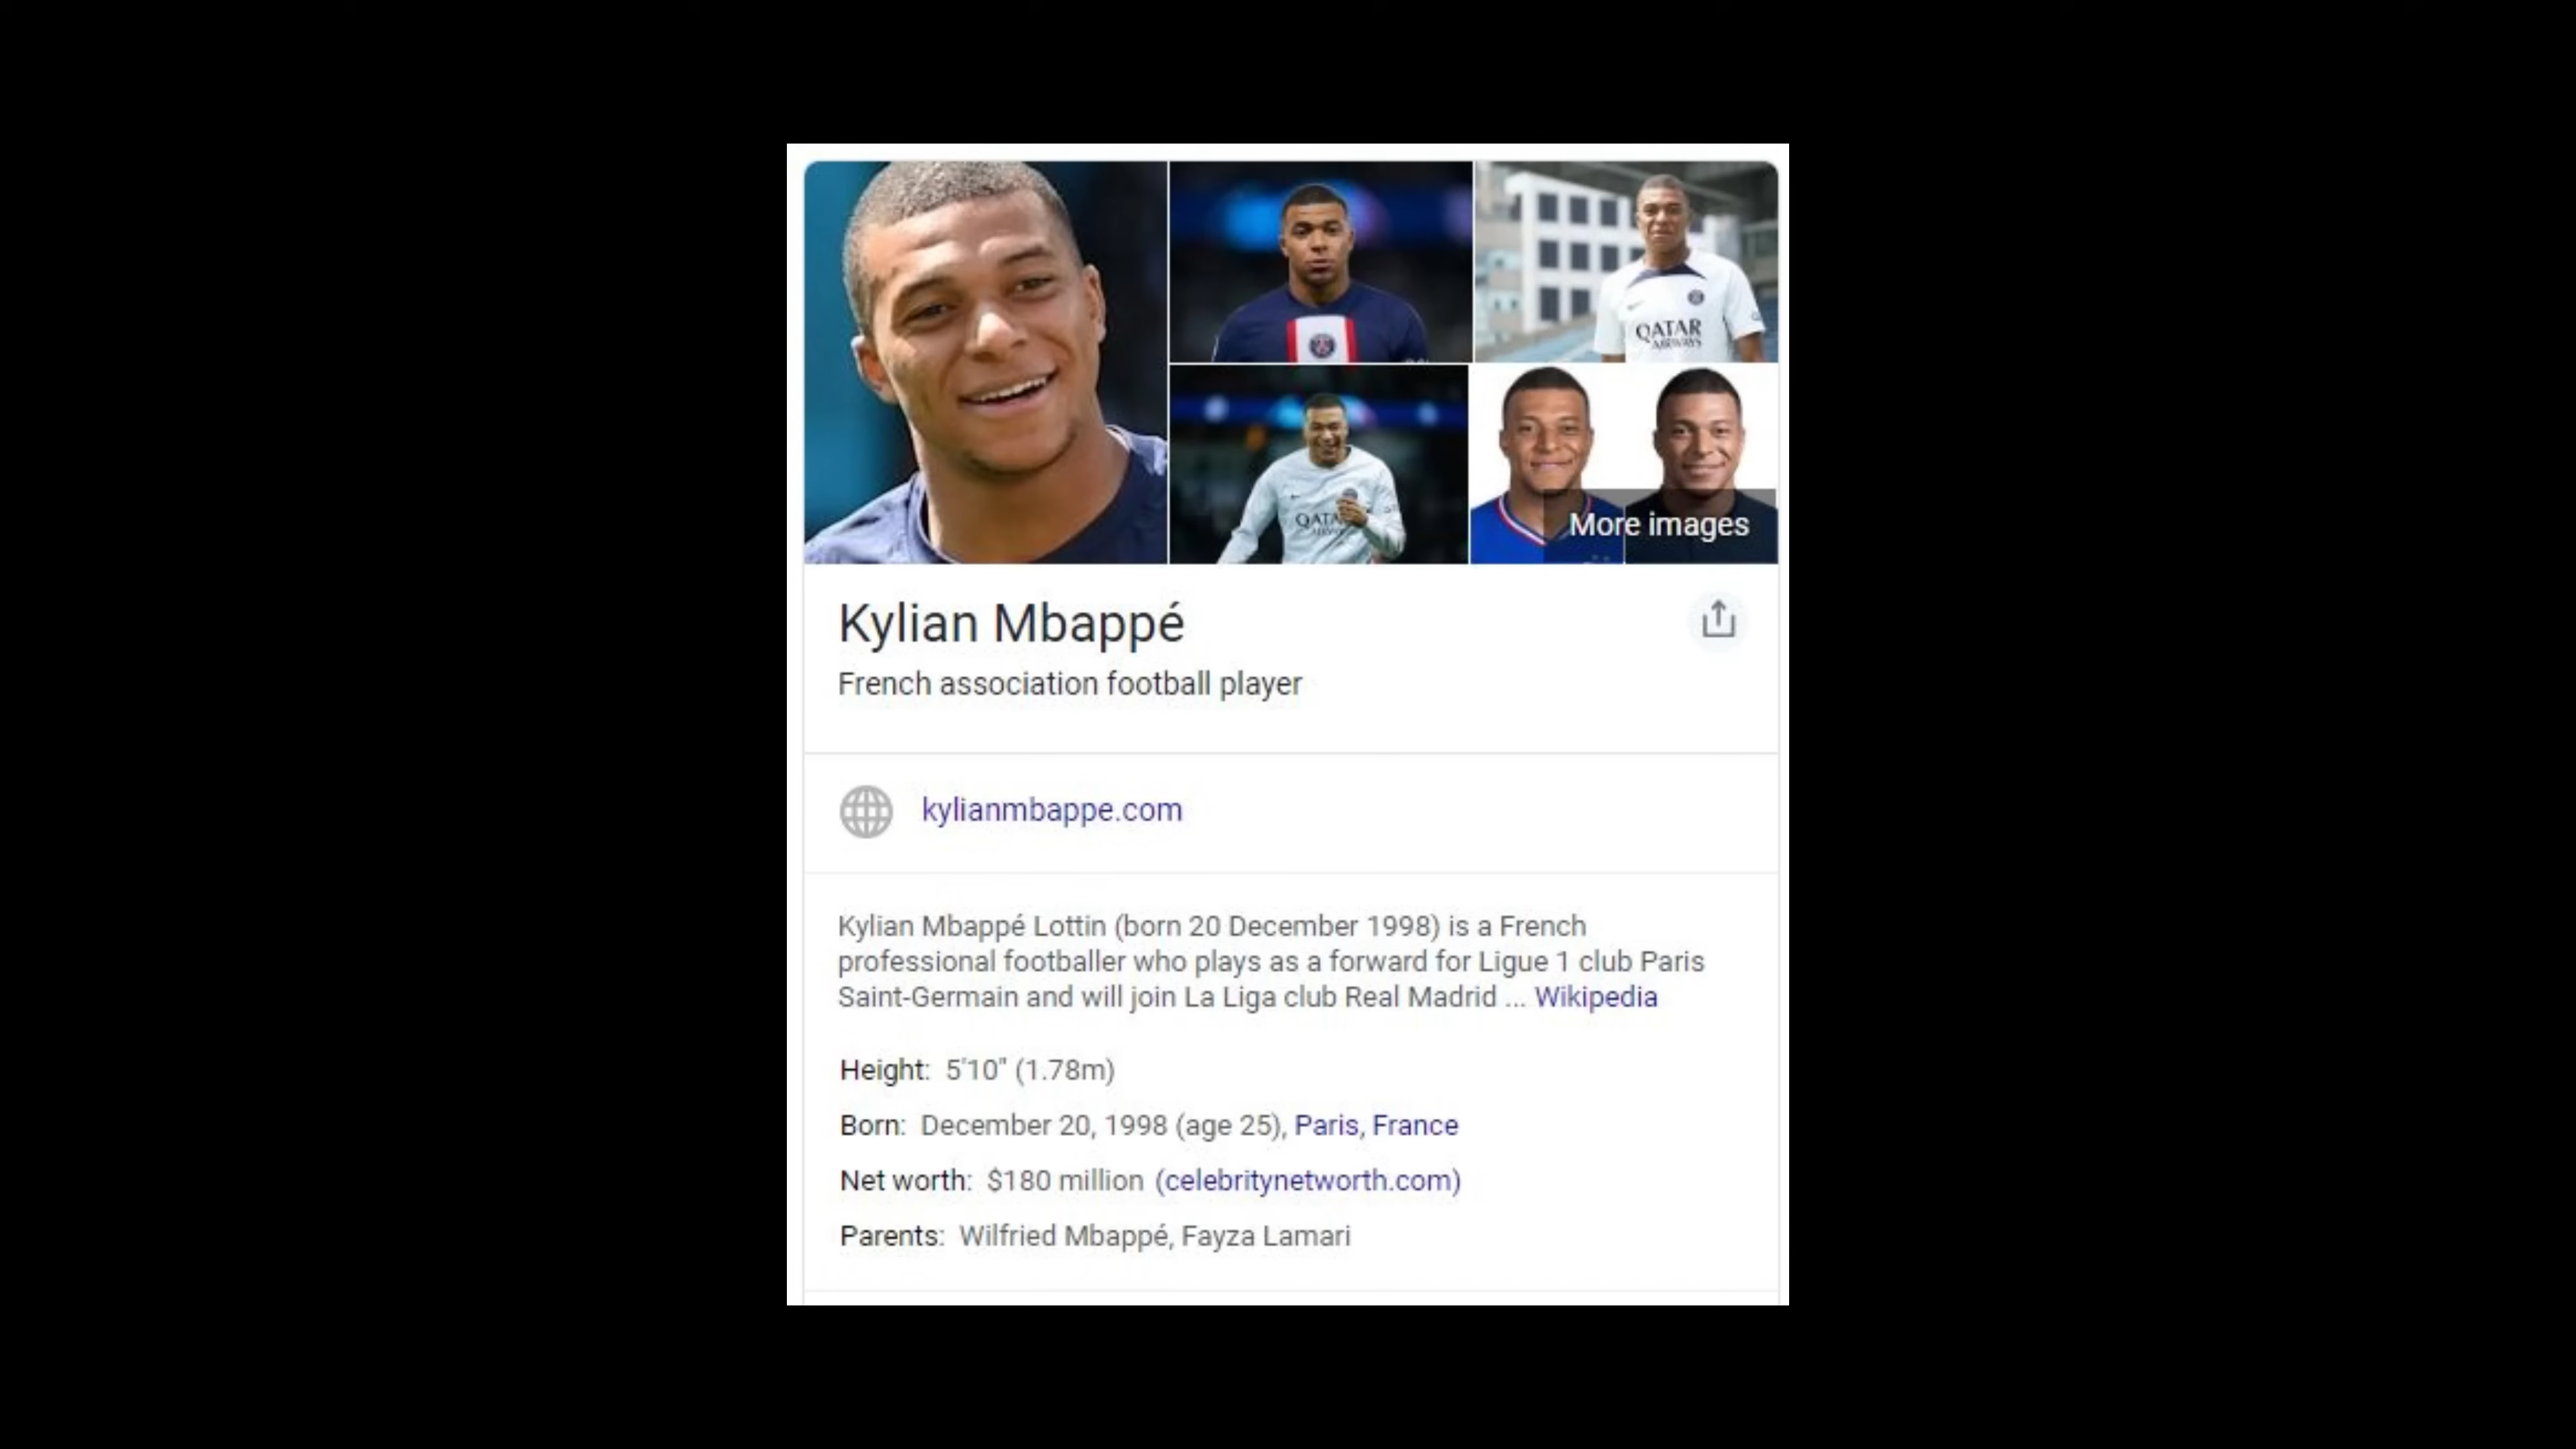 QATAR
AIRWAYS
QATAR
More images
Kylian Mbappé
French association football player
kylianmbappe.com
Kylian Mbappé Lottin (born 20 December 1998) is a French
professional footballer who plays as a forward for Ligue 1 club Paris
Saint-Germain and will join La Liga club Real Madrid ... Wikipedia
Height: 5'10" (1.78m)
Born: December 20, 1998 (age 25), Paris, France
Net worth: $180 million (celebritynetworth.com)
Parents: Wilfried Mbappé, Fayza Lamari